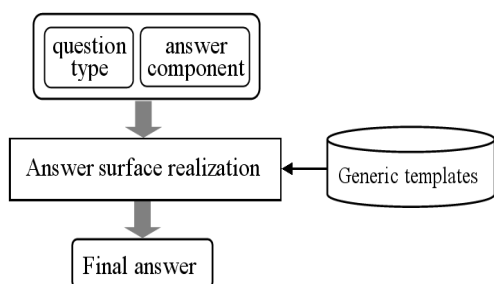 question
type
answer
component
Answer surface realization
Generic templates
Final answer